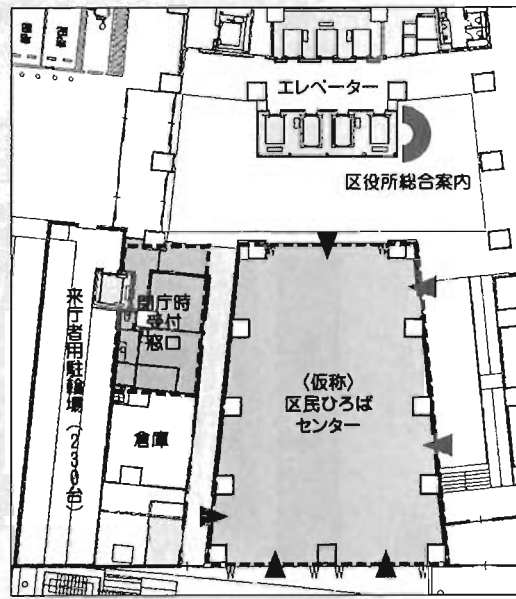 エレベーター
区役所総合案内
閉庁時
受付
窓口
来庁者用駐輪場(230台)
〈仮称〉
区民ひろば
センター
倉庫